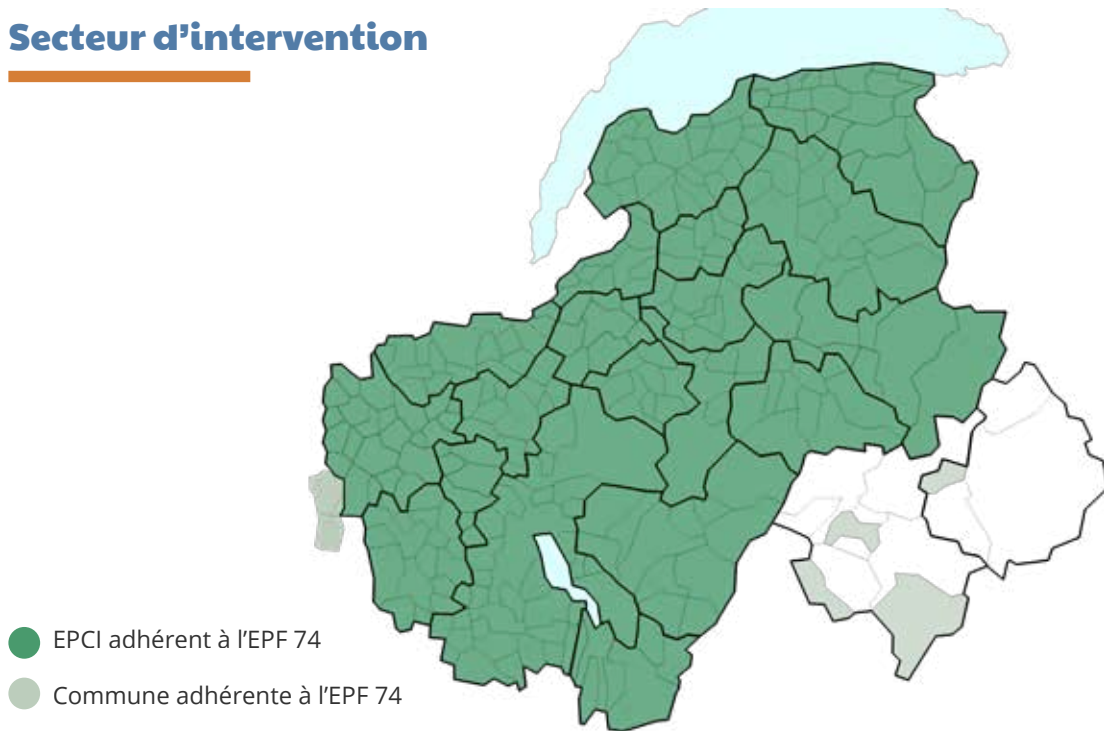 Secteur d’intervention
EPCI adhérent à l’EPF 74
Commune adhérente à l’EPF 74